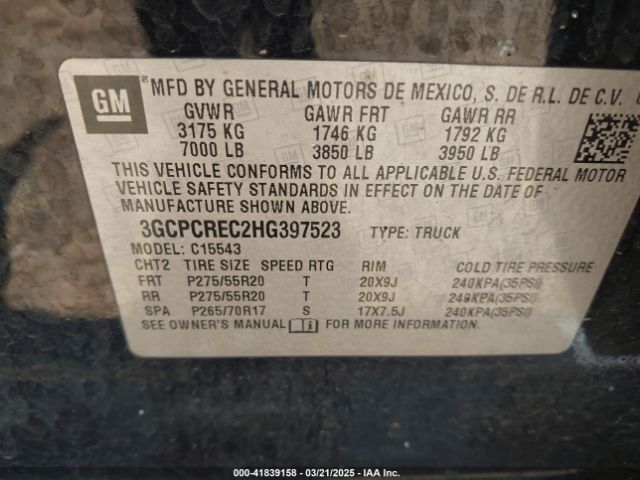 GM ® MFD BY GENERAL MOTORS DE MEXICO, S. DE R.L. DE C.V.
GVWR GAWR FRT GAWR RR
3175 KG 1746 KG 1792 KG
7000 LB 3850 LB 3950 LB
THIS VEHICLE CONFORMS TO ALL APPLICABLE U.S. FEDERAL MOTOR
VEHICLE SAFETY STANDARDS IN EFFECT ON THE DATE OF
MANUFACTURE SHOWN ABOVE.
3GCPCREC2HG397523 TYPE: TRUCK
MODEL: C15543
CHT2 TIRE SIZE SPEED RTG RIM COLD TIRE PRESSURE
FRT P275/55R20 T 20X9J 240KPA(35PSI)
RR P275/55R20 T 20X9J 240KPA(35PSI)
SPA P265/70R17 S 17X7.5J 240KPA(35PSI)
SEE OWNER'S MANUAL i FOR MORE INFORMATION
000-41839158 — 03/21/2025 — IAA Inc.